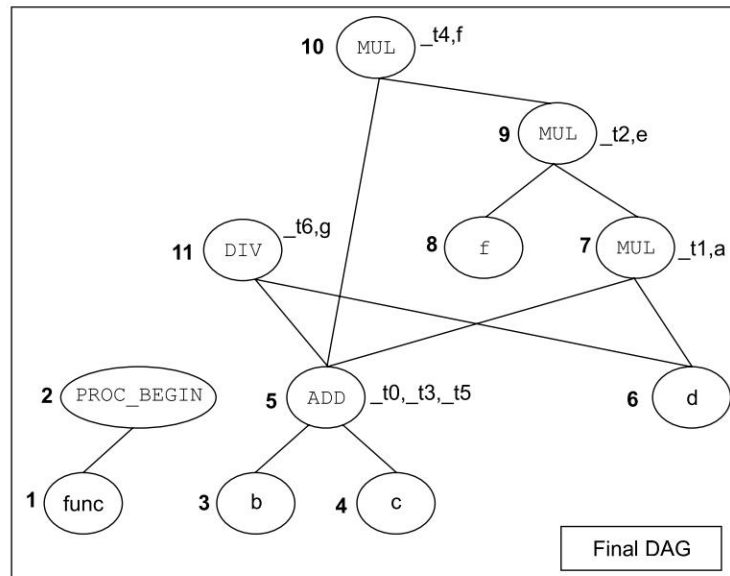 10 MUL _t4,f
9 MUL _t2,e
11 DIV _t6,g
8 f
7 MUL _t1,a
2 PROC_BEGIN
5 ADD _t0,_t3,_t5
6 d
1 func
3 b
4 c
Final DAG